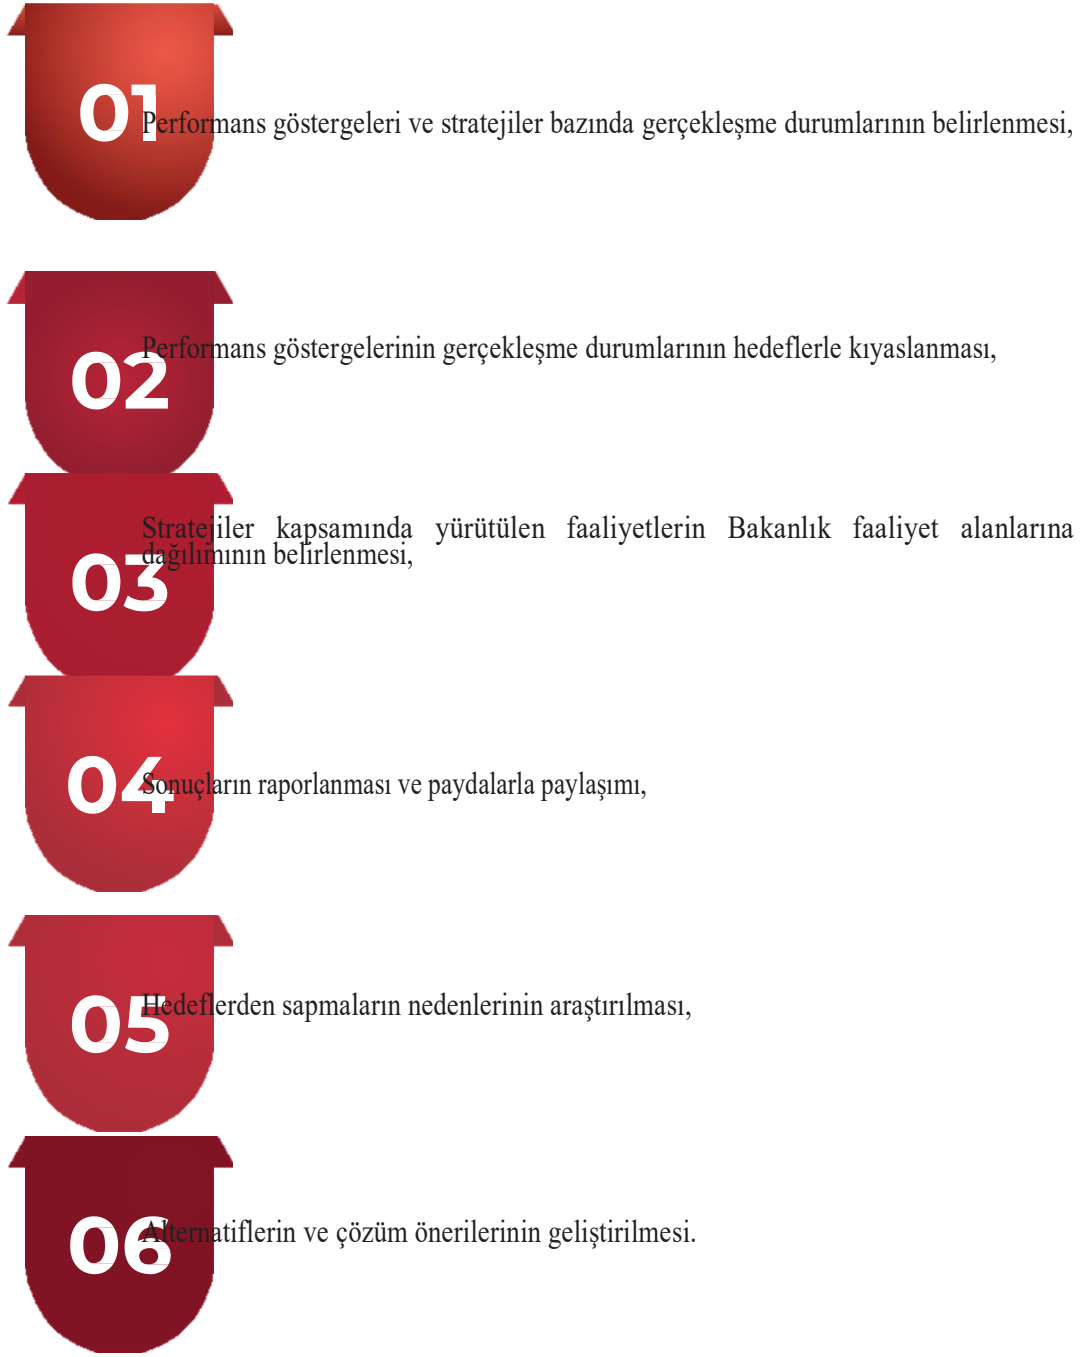 01
Performans göstergeleri ve stratejiler bazında gerçekleşme durumlarının belirlenmesi,
02
Performans göstergelerinin gerçekleşme durumlarının hedeflerle kıyaslanması,
03
Stratejiler kapsamında yürütülen faaliyetlerin Bakanlık faaliyet alanlarına
dağılımının belirlenmesi,
04
Sonuçların raporlanması ve paydalarla paylaşımı,
05
Hedeflerden sapmaların nedenlerinin araştırılması,
06
Alternatiflerin ve çözüm önerilerinin geliştirilmesi.